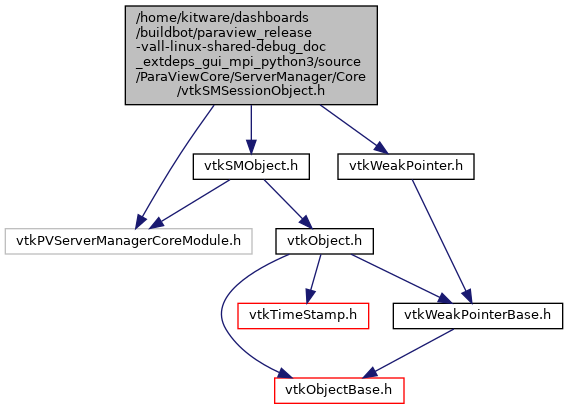 /home/kitware/dashboards
/buildbot/paraview_release
-vall-linux-shared-debug_doc
_extdeps_gui_mpi_python3/source
/ParaViewCore/ServerManager/Core
/vtkSMSessionObject.h
vtkSMObject.h
vtkWeakPointer.h
vtkPVServerManagerCoreModule.h
vtkObject.h
vtkTimeStamp.h
vtkWeakPointerBase.h
vtkObjectBase.h